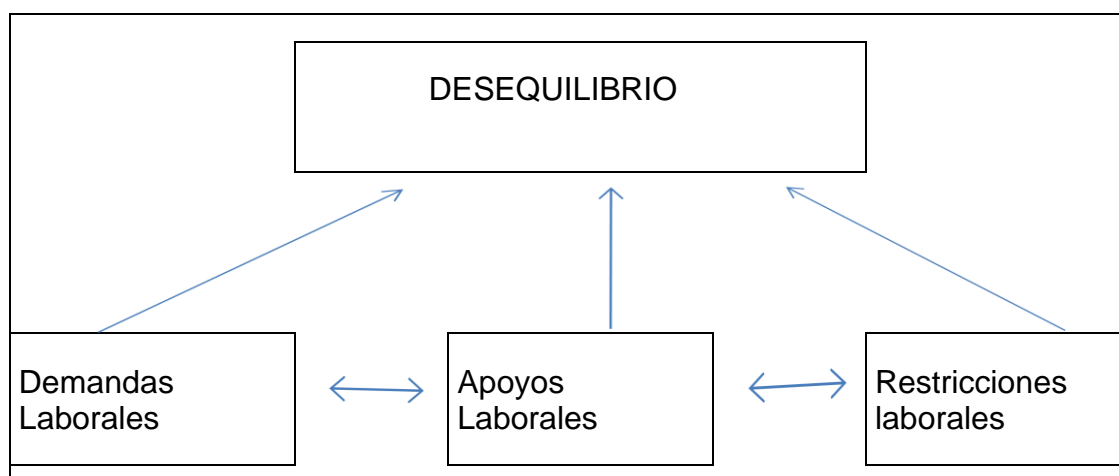 DESEQUILIBRIO
Demandas
Laborales
Apoyos
Laborales
Restricciones
laborales